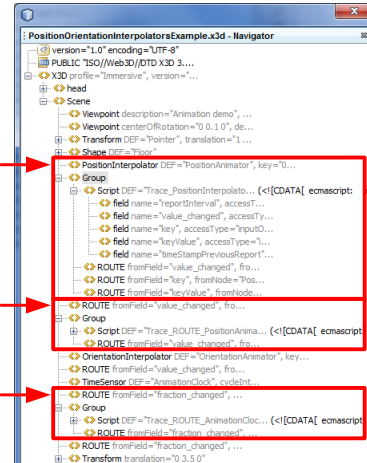 PositionOrientationInterpolatorsExample.x3d - Navigator
version="1.0" encoding="UTF-8"
PUBLIC "ISO//Web3D//DTD X3D 3....
X3D profile="Immersive", version="...
head
Scene
Viewpoint description="Animation demo", ...
Viewpoint centerOfRotation="0 0.1 0", de...
Transform DEF="Pointer", translation="1 ...
Shape DEF="Floor"
PositionInterpolator DEF="PositionAnimator", key="0...
Group
Script DEF="Trace_PositionInterpolato... (<![CDATA[ ecmascript:
field name="reportInterval", accessT...
field name="value_changed", accessTy...
field name="key", accessType="inputO...
field name="keyValue", accessType="i...
field name="timeStampPreviousReport"...
ROUTE fromField="value_changed", fro...
ROUTE fromField="key", fromNode="Pos...
ROUTE fromField="keyValue", fromNode...
ROUTE fromField="value_changed", fro...
Group
Script DEF="Trace_ROUTE_PositionAnima... (<![CDATA[ ecmascript
ROUTE fromField="value_changed", fro...
OrientationInterpolator DEF="OrientationAnimator", key...
ROUTE fromField="value_changed", fro...
TimeSensor DEF="AnimationClock", cycleInt...
ROUTE fromField="fraction_changed", ...
Group
Script DEF="Trace_ROUTE_AnimationCloc... (<![CDATA[ ecmascript
ROUTE fromField="fraction_changed", ...
ROUTE fromField="fraction_changed", ...
Transform translation="0 3.5 0"